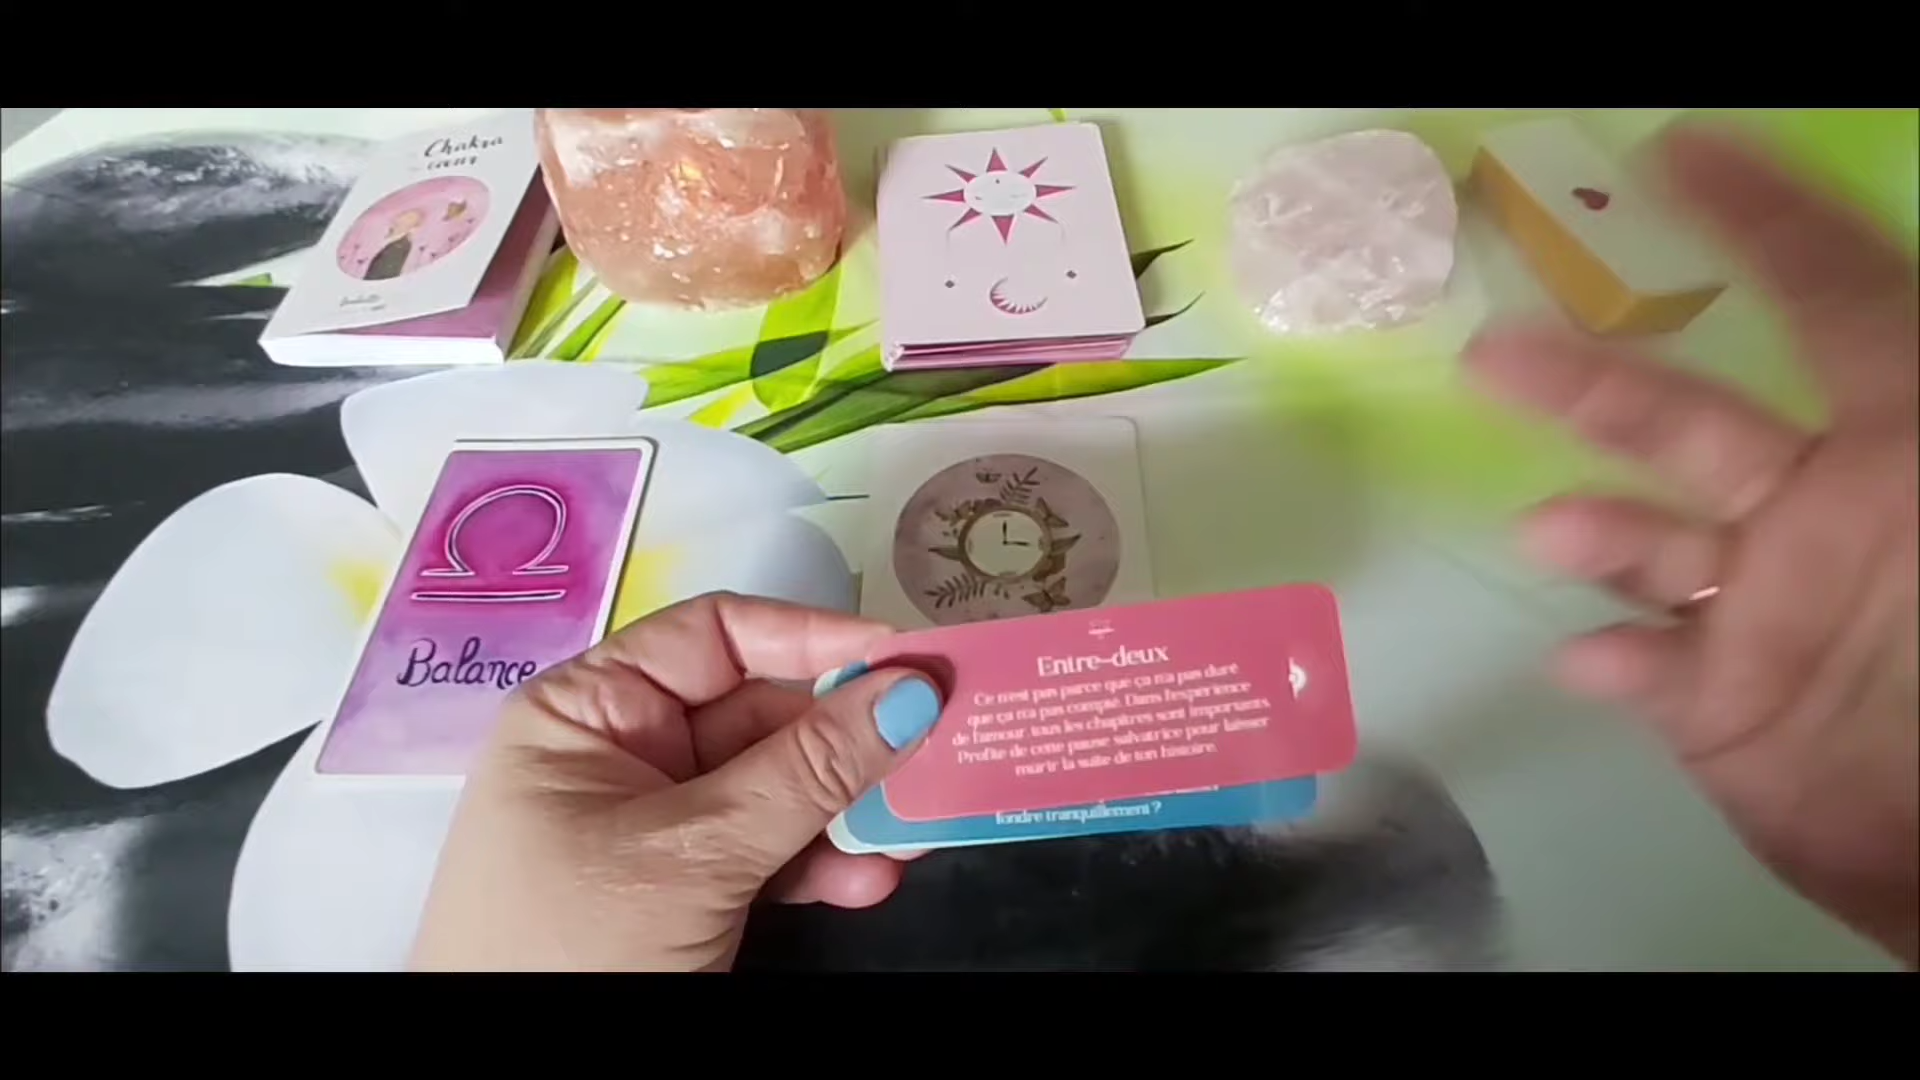 Chakra
cœur
Balance
Entre-deux
Ce n'est pas parce que ça n'a pas duré
que ça n'a pas compté. Dans l'expérience
de l'amour, tous les chapitres sont importants.
Profite de cette pause salvatrice pour laisser
mûrir la suite de ton histoire.
fondre tranquillement ?